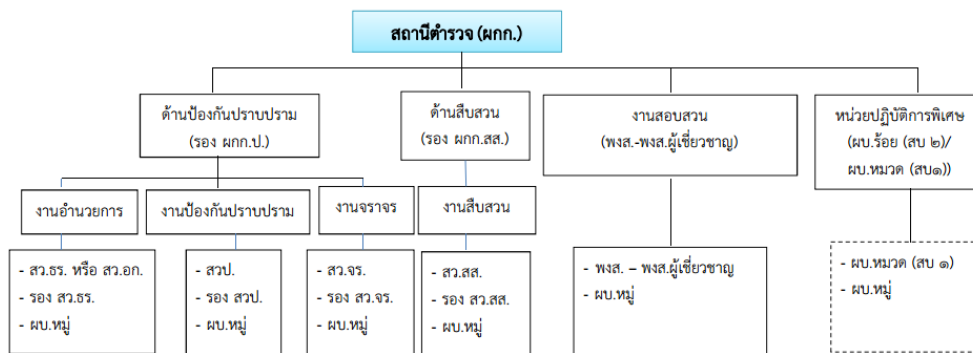 สถานีตำรวจ (ผกก.)
ด้านป้องกันปราบปราม
(รอง ผกก.ป.)
ด้านสืบสวน
(รอง ผกก.สส.)
งานสอบสวน
(พงส.-พงส.ผู้เชี่ยวชาญ)
หน่วยปฏิบัติการพิเศษ
(ผบ.ร้อย (สบ ๒)/
ผบ.หมวด (สบ๑))
งานอำนวยการ
งานป้องกันปราบปราม
งานจราจร
งานสืบสวน
- สว.ธร. หรือ สว.อก.
- รอง สว.ธร.
- ผบ.หมู่
- สวป.
- รอง สวป.
- ผบ.หมู่
- สว.จร.
- รอง สว.จร.
- ผบ.หมู่
- สว.สส.
- รอง สว.สส.
- ผบ.หมู่
- พงส. – พงส.ผู้เชี่ยวชาญ
- ผบ.หมู่
- ผบ.หมวด (สบ ๑)
- ผบ.หมู่